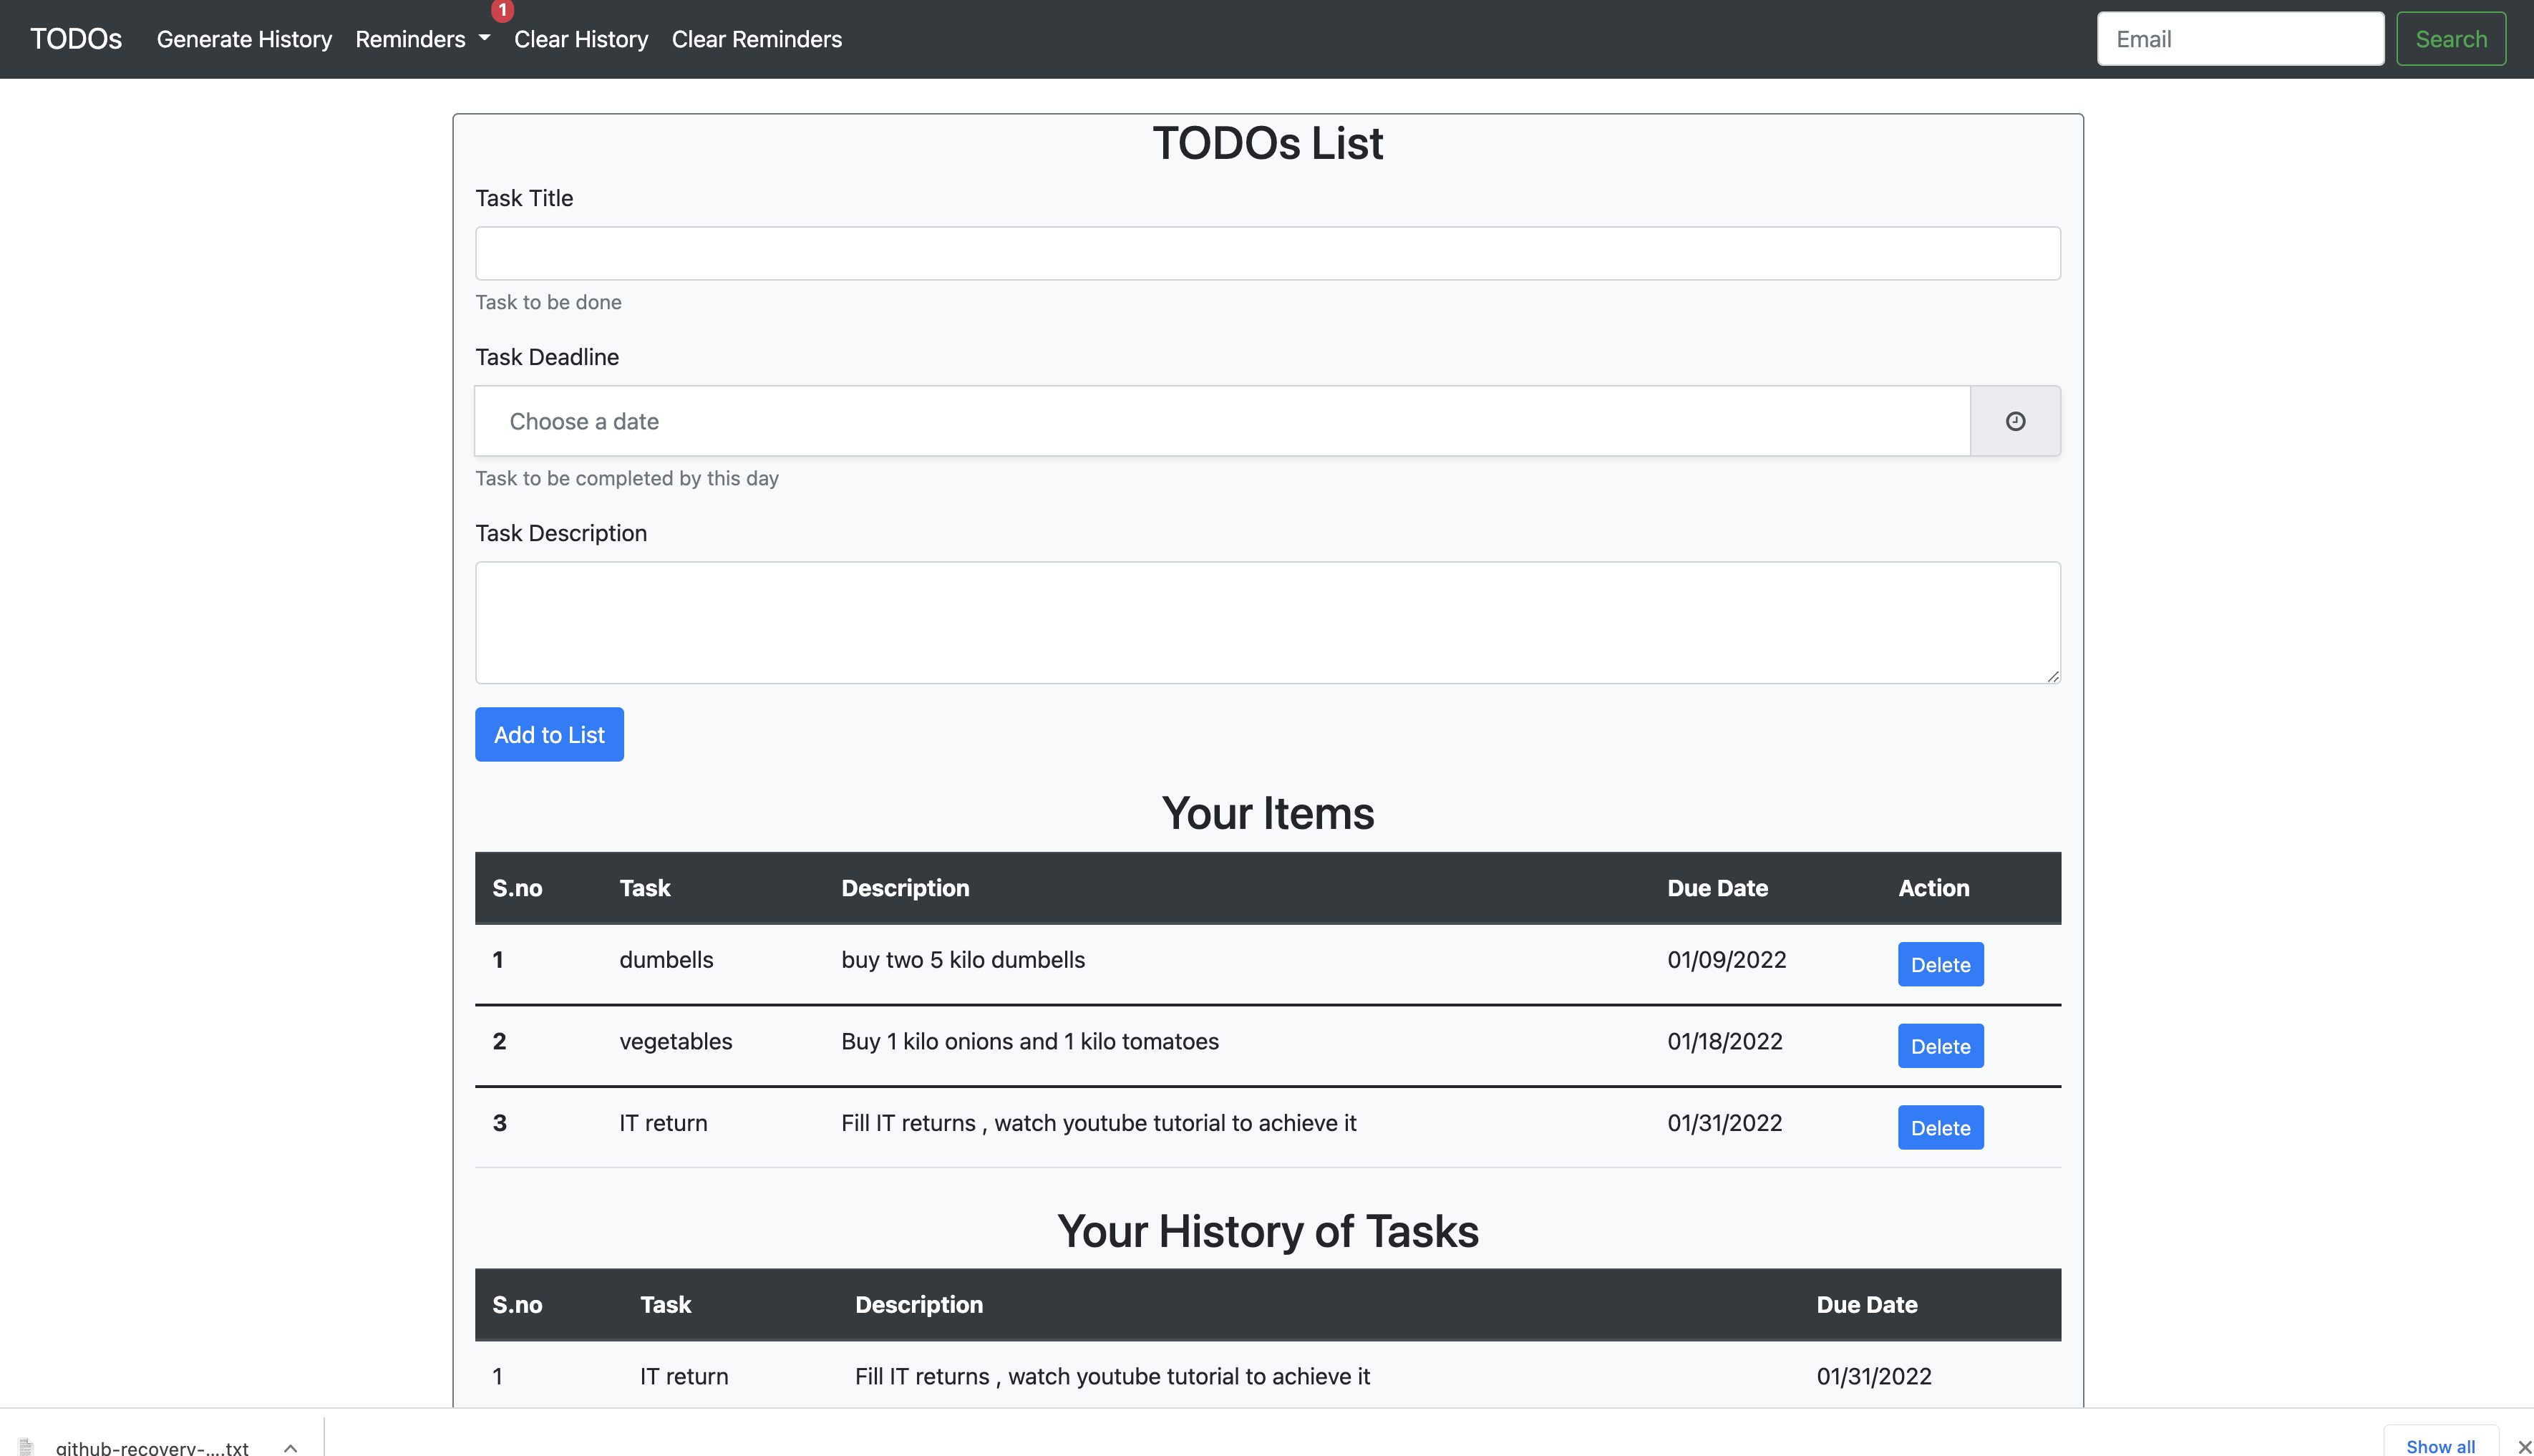 1
TODOs Generate History Reminders Clear History Clear Reminders Email Search
TODOs List
Task Title
Task to be done
Task Deadline
Choose a date
Task to be completed by this day
Task Description
Add to List
Your Items
S.no Task Description Due Date Action
1 dumbells buy two 5 kilo dumbells 01/09/2022 Delete
2 vegetables Buy 1 kilo onions and 1 kilo tomatoes 01/18/2022 Delete
3 IT return Fill IT returns , watch youtube tutorial to achieve it 01/31/2022 Delete
Your History of Tasks
S.no Task Description Due Date
1 IT return Fill IT returns , watch youtube tutorial to achieve it 01/31/2022
github-recovery-....txt Show all